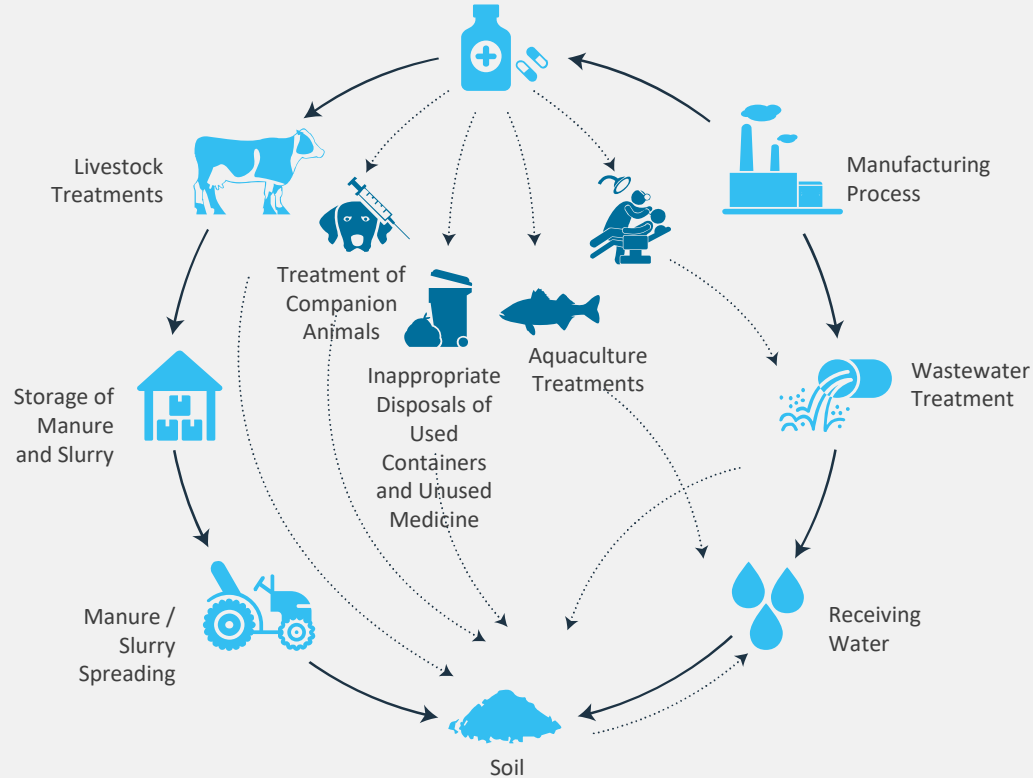 Livestock
Treatments
Manufacturing
Process
Treatment of
Companion
Animals
Inappropriate
Disposals of
Used
Containers
and Unused
Medicine
Aquaculture
Treatments
Storage of
Manure
and Slurry
Wastewater
Treatment
Manure /
Slurry
Spreading
Receiving
Water
Soil